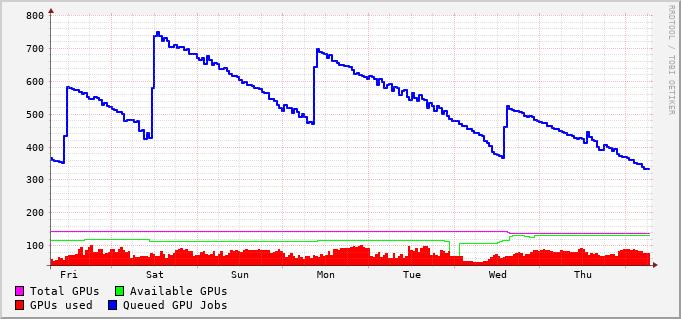 800
700
600
500
400
300
200
100
Fri Sat Sun Mon Tue Wed Thu
Total GPUs Available GPUs
GPUs used Queued GPU Jobs
RRDTOOL / TOBI OETIKER